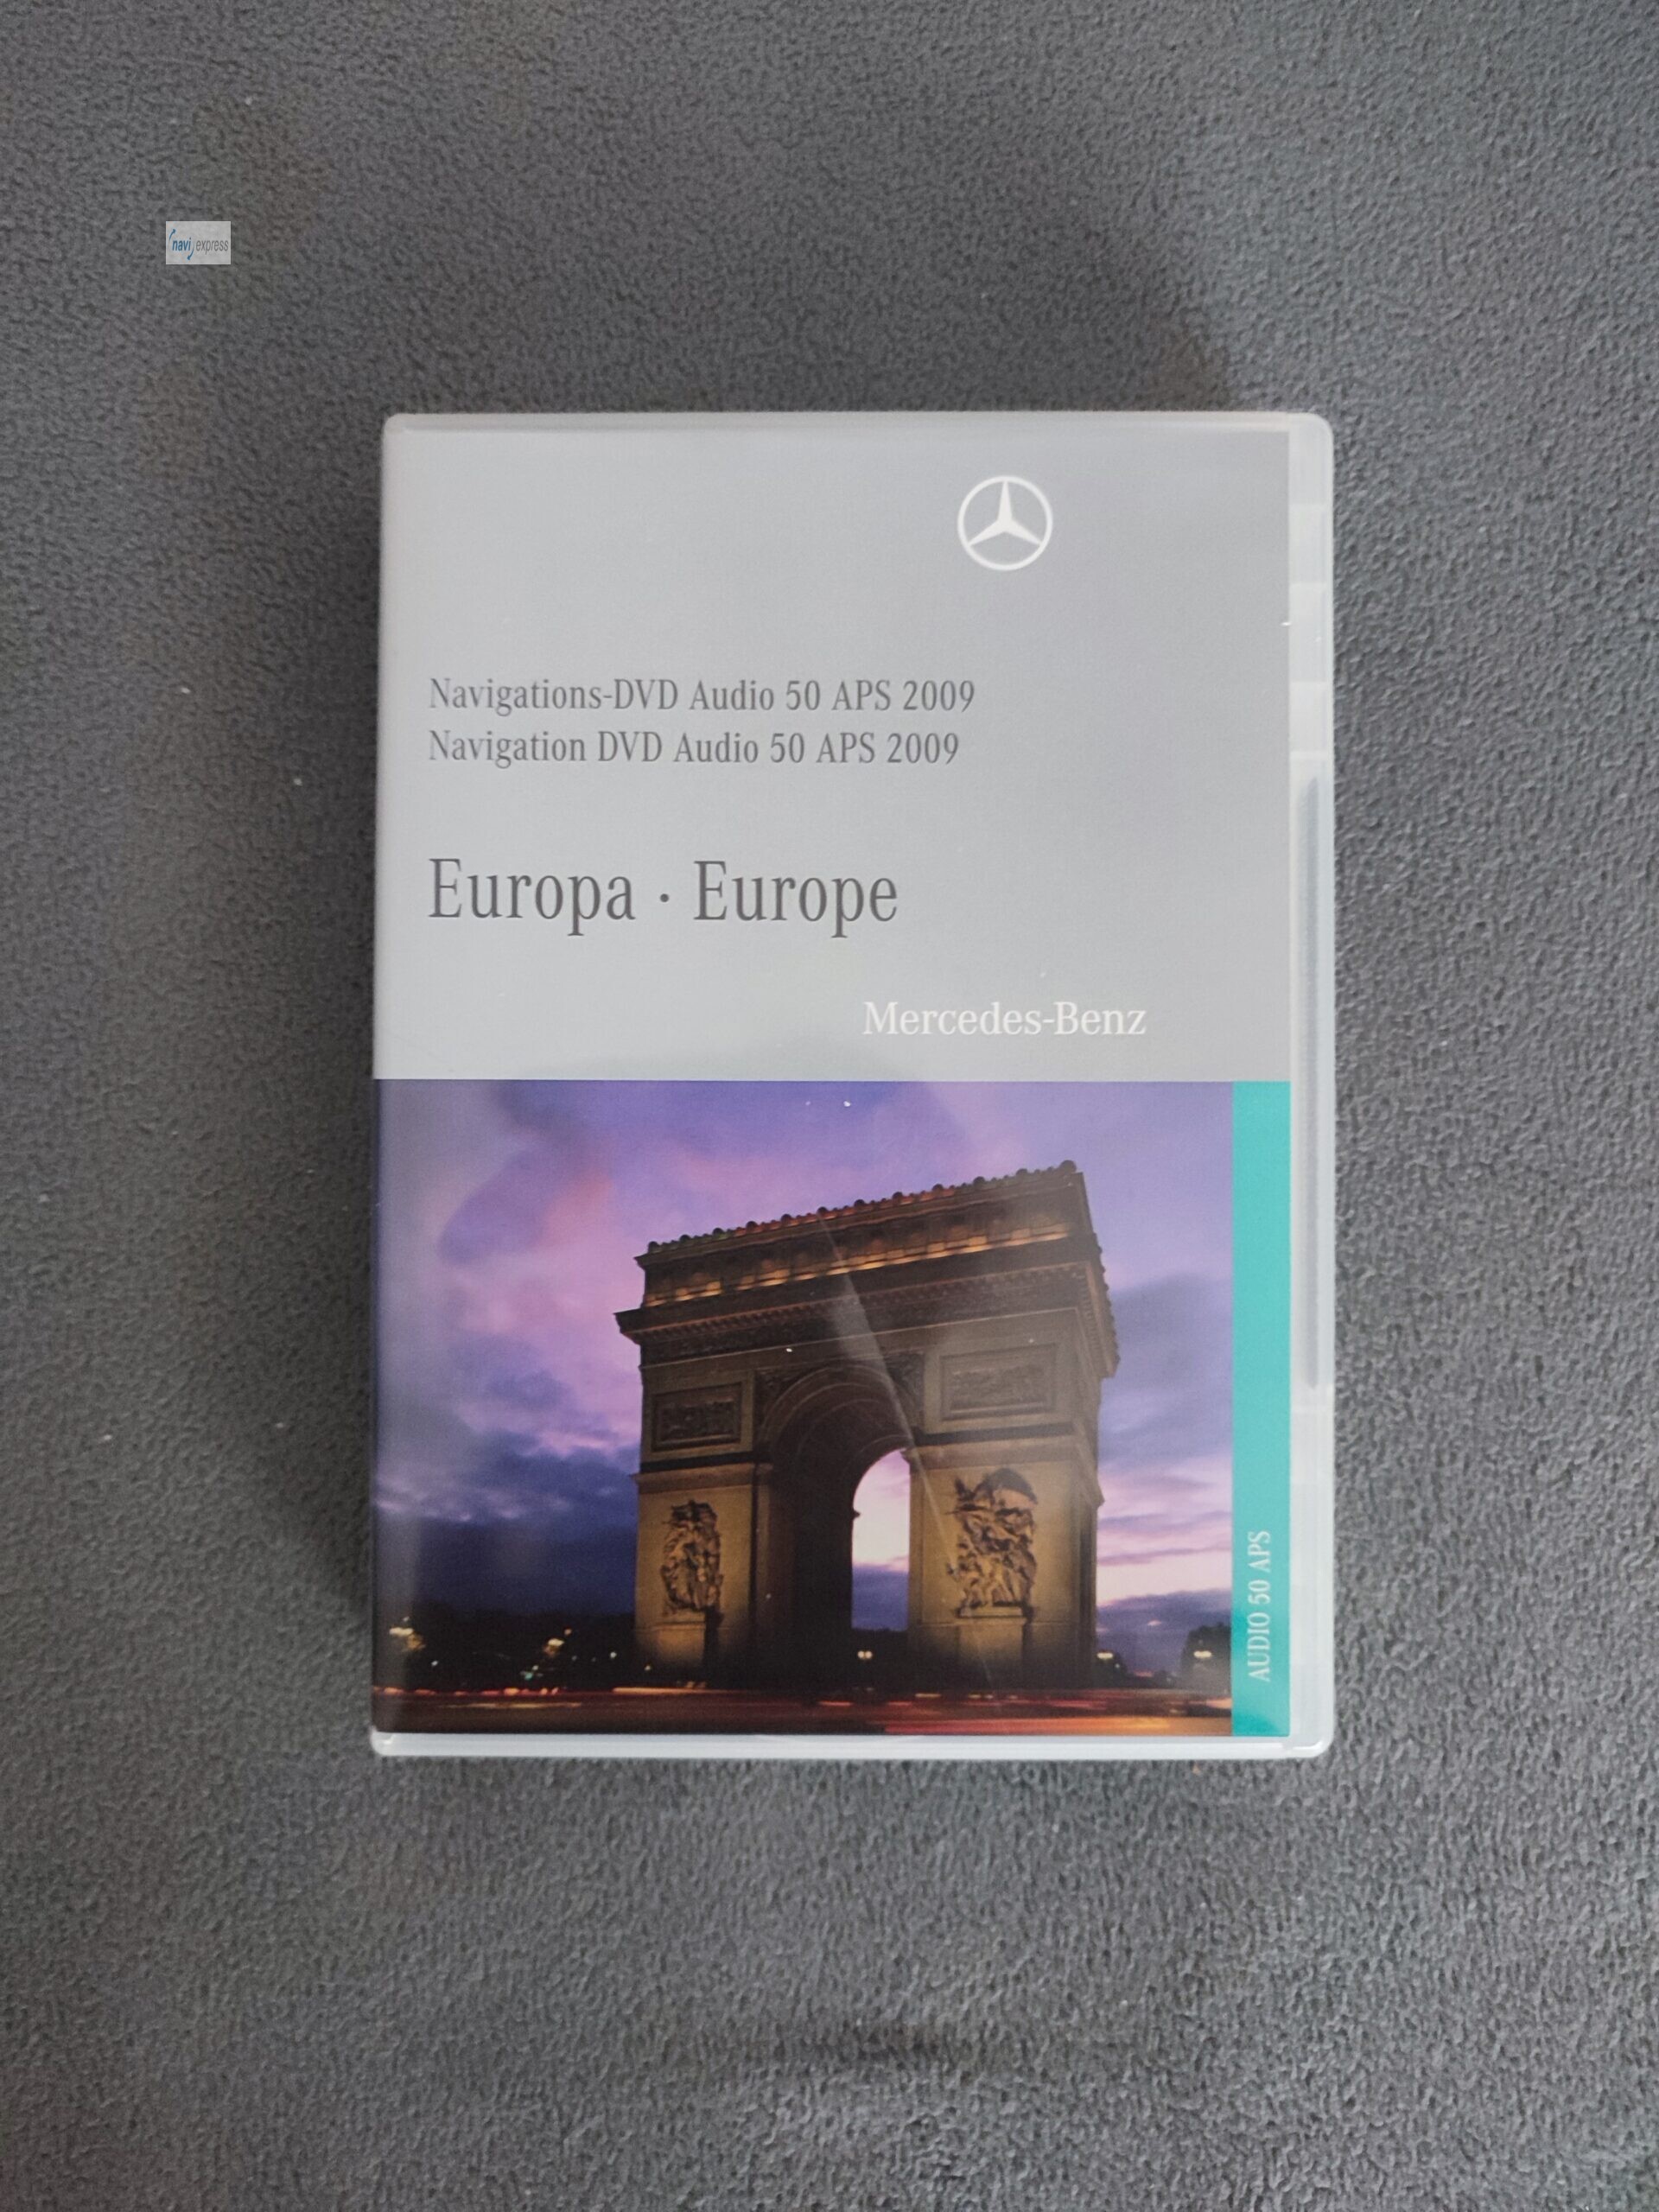 navi express
Navigations-DVD Audio 50 APS 2009
Navigation DVD Audio 50 APS 2009
Europa · Europe
Mercedes-Benz
AUDIO 50 APS